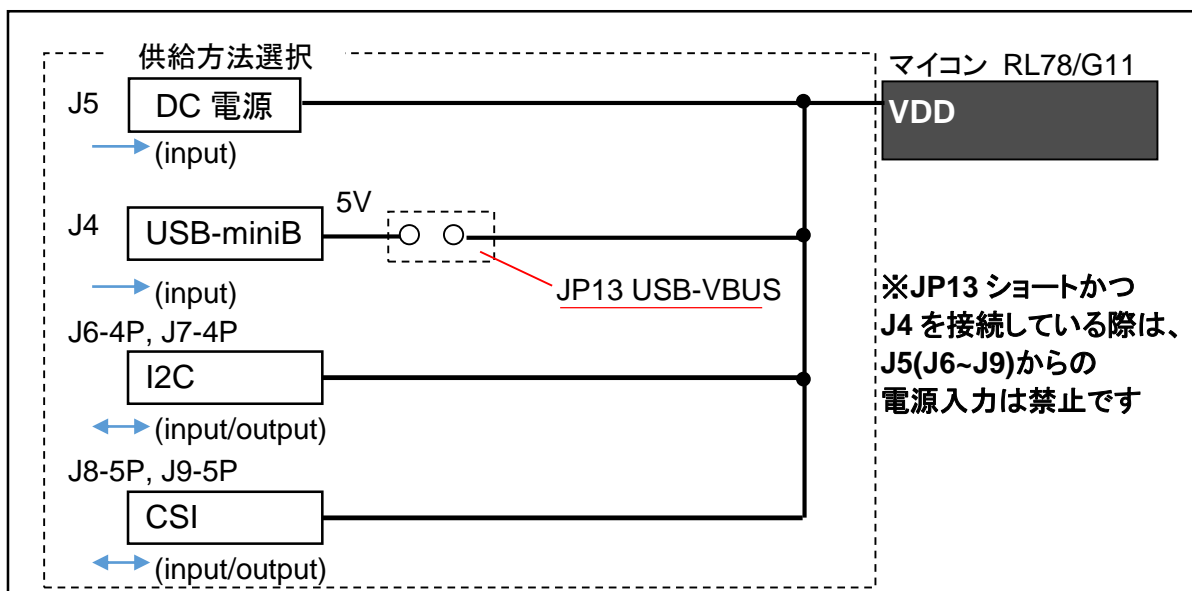 供給方法選択
マイコン RL78/G11
J5
DC 電源
VDD
(input)
5V
J4
USB-miniB
(input)
JP13 USB-VBUS
※JP13 ショートかつ
J4 を接続している際は、
J5(J6~J9)からの
電源入力は禁止です
J6-4P, J7-4P
I2C
(input/output)
J8-5P, J9-5P
CSI
(input/output)